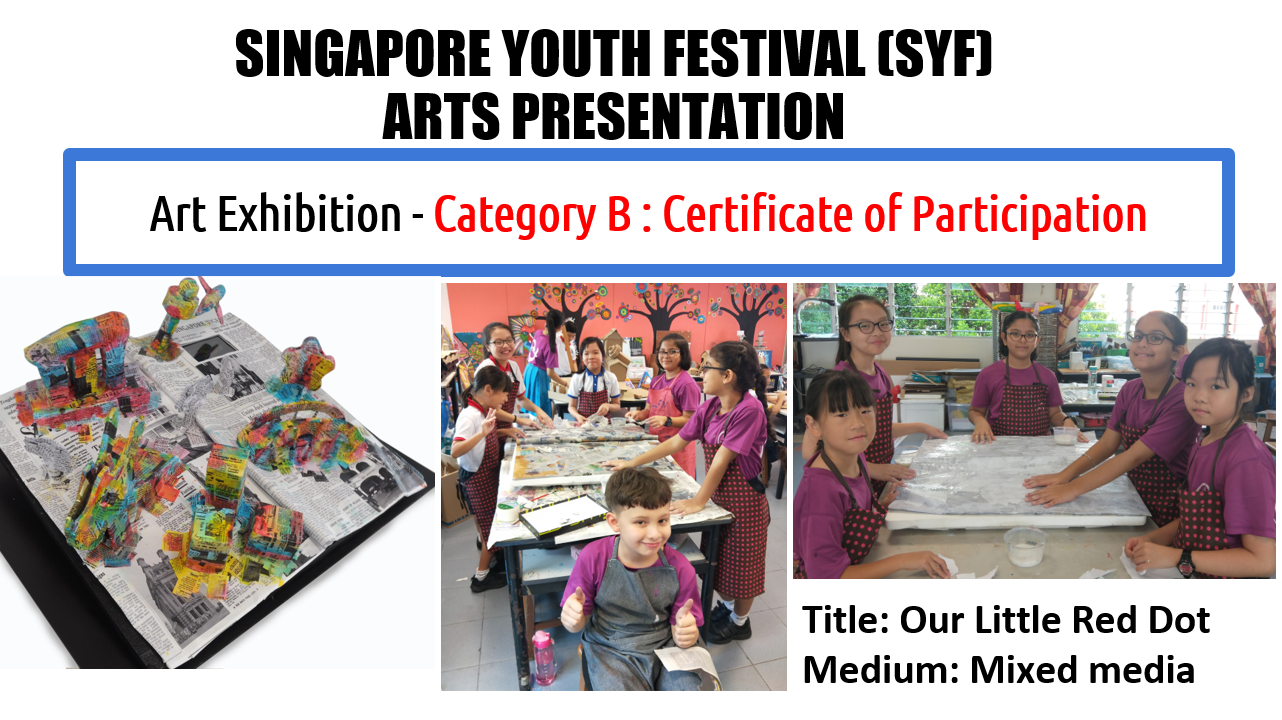 SINGAPORE YOUTH FESTIVAL (SYF)
ARTS PRESENTATION
Art Exhibition - Category B : Certificate of Participation
Title: Our Little Red Dot
Medium: Mixed media